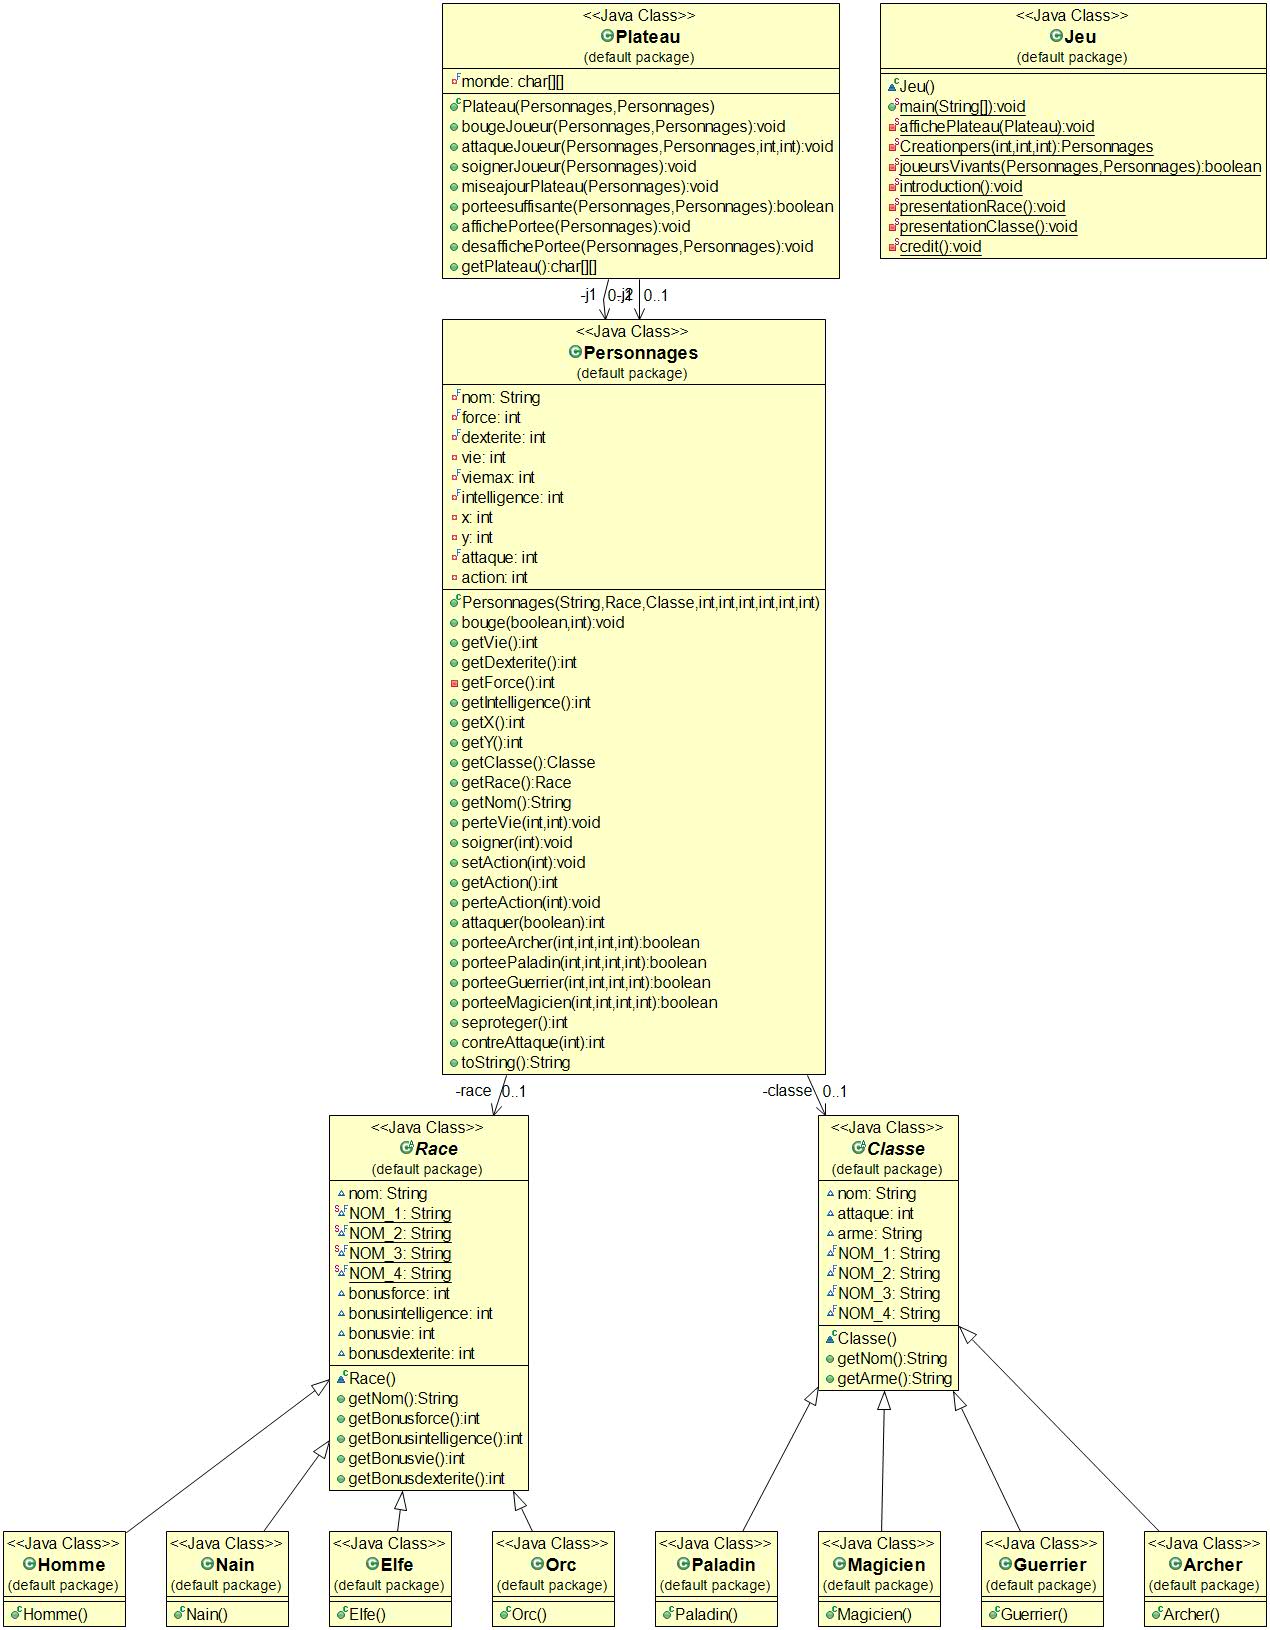 <<Java Class>>
Plateau
(default package)
monde: char[][]
Plateau(Personnages,Personnages)
bougeJoueur(Personnages,Personnages):void
attaqueJoueur(Personnages,Personnages,int,int):void
soignerJoueur(Personnages):void
miseajourPlateau(Personnages):void
porteesuffisante(Personnages,Personnages):boolean
affichePortee(Personnages):void
desaffichePortee(Personnages,Personnages):void
getPlateau():char[][]
<<Java Class>>
Jeu
(default package)
Jeu()
main(String[]):void
affichePlateau(Plateau):void
Creationpers(int,int,int):Personnages
joueursVivants(Personnages,Personnages):boolean
introduction():void
presentationRace():void
presentationClasse():void
credit():void
-j1
-j2
0..1
<<Java Class>>
Personnages
(default package)
nom: String
force: int
dexterite: int
vie: int
viemax: int
intelligence: int
x: int
y: int
attaque: int
action: int
Personnages(String,Race,Classe,int,int,int,int,int,int)
bouge(boolean,int):void
getVie():int
getDexterite():int
getForce():int
getIntelligence():int
getX():int
getY():int
getClasse():Classe
getRace():Race
getNom():String
perteVie(int,int):void
soigner(int):void
setAction(int):void
getAction():int
perteAction(int):void
attaquer(boolean):int
porteeArcher(int,int,int,int):boolean
porteePaladin(int,int,int,int):boolean
porteeGuerrier(int,int,int,int):boolean
porteeMagicien(int,int,int,int):boolean
seproteger():int
contreAttaque(int):int
toString():String
-race 0..1
-classe 0..1
<<Java Class>>
Race
(default package)
nom: String
NOM_1: String
NOM_2: String
NOM_3: String
NOM_4: String
bonusforce: int
bonusintelligence: int
bonusvie: int
bonusdexterite: int
Race()
getNom():String
getBonusforce():int
getBonusintelligence():int
getBonusvie():int
getBonusdexterite():int
<<Java Class>>
Classe
(default package)
nom: String
attaque: int
arme: String
NOM_1: String
NOM_2: String
NOM_3: String
NOM_4: String
Classe()
getNom():String
getArme():String
<<Java Class>>
Homme
(default package)
Homme()
<<Java Class>>
Nain
(default package)
Nain()
<<Java Class>>
Elfe
(default package)
Elfe()
<<Java Class>>
Orc
(default package)
Orc()
<<Java Class>>
Paladin
(default package)
Paladin()
<<Java Class>>
Magicien
(default package)
Magicien()
<<Java Class>>
Guerrier
(default package)
Guerrier()
<<Java Class>>
Archer
(default package)
Archer()